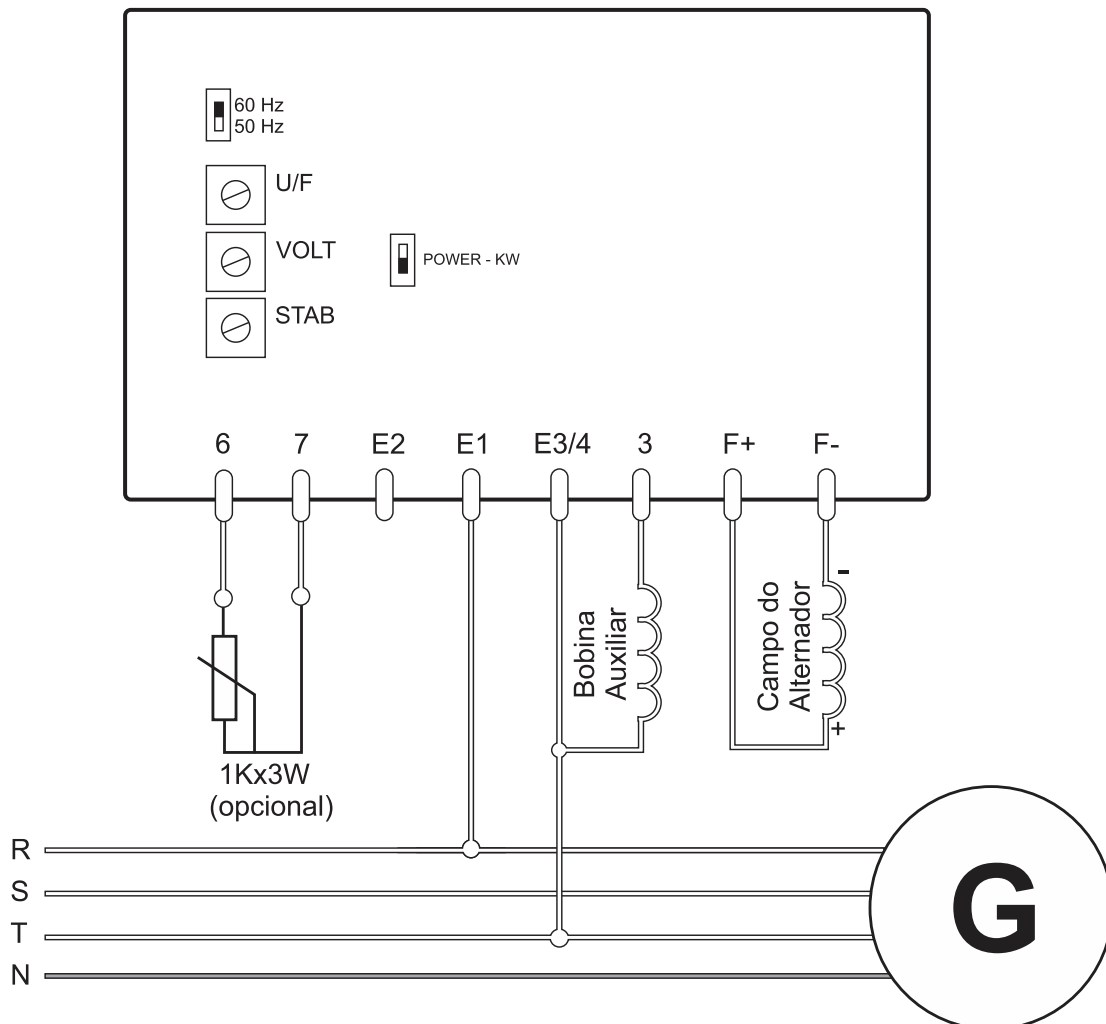 60 Hz
50 Hz
U/F
VOLT
POWER - KW
STAB
6 7 E2 E1 E3/4 3 F+ F-
Bobina
Auxiliar
Campo do
Alternador
-
+
1Kx3W
(opcional)
R
S
T
N
G